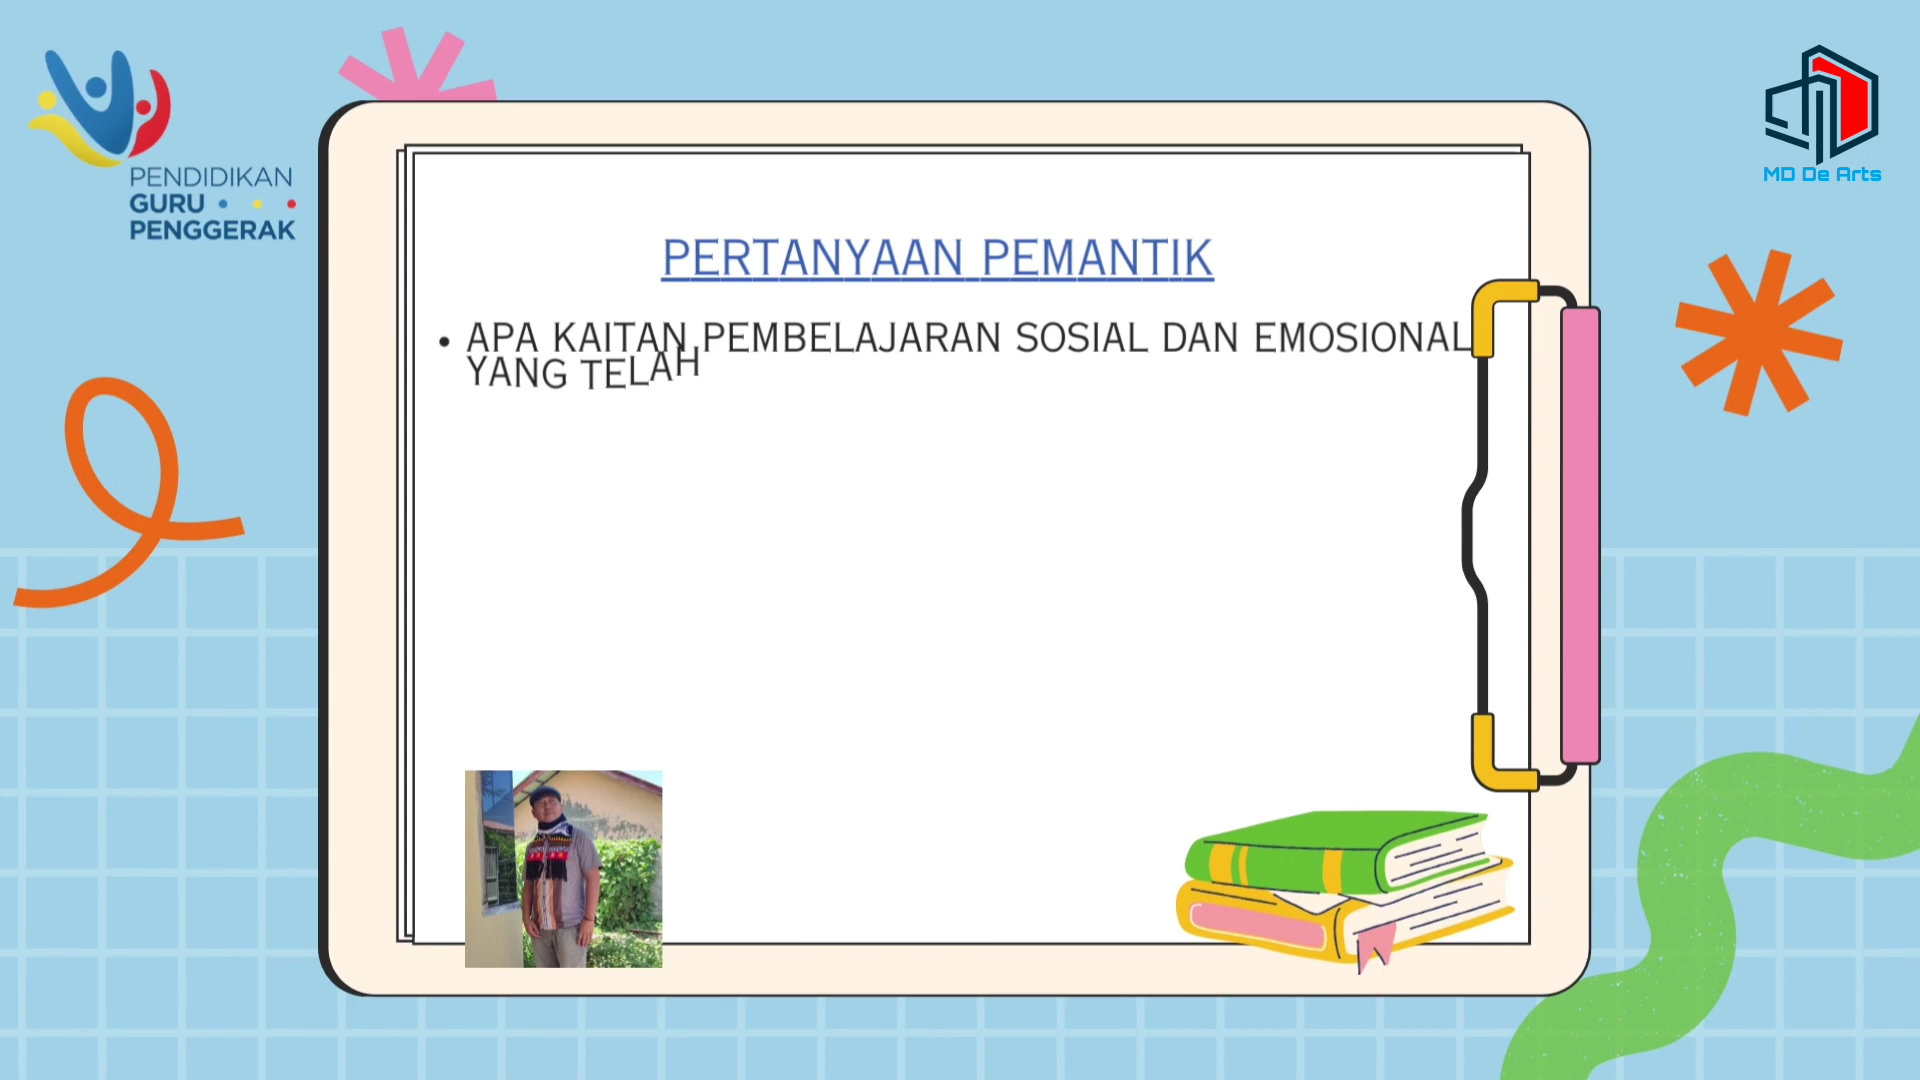 PENDIDIKAN
GURU
PENGGERAK
MD De Arts
PERTANYAAN PEMANTIK
• APA KAITAN PEMBELAJARAN SOSIAL DAN EMOSIONAL
YANG TELAH